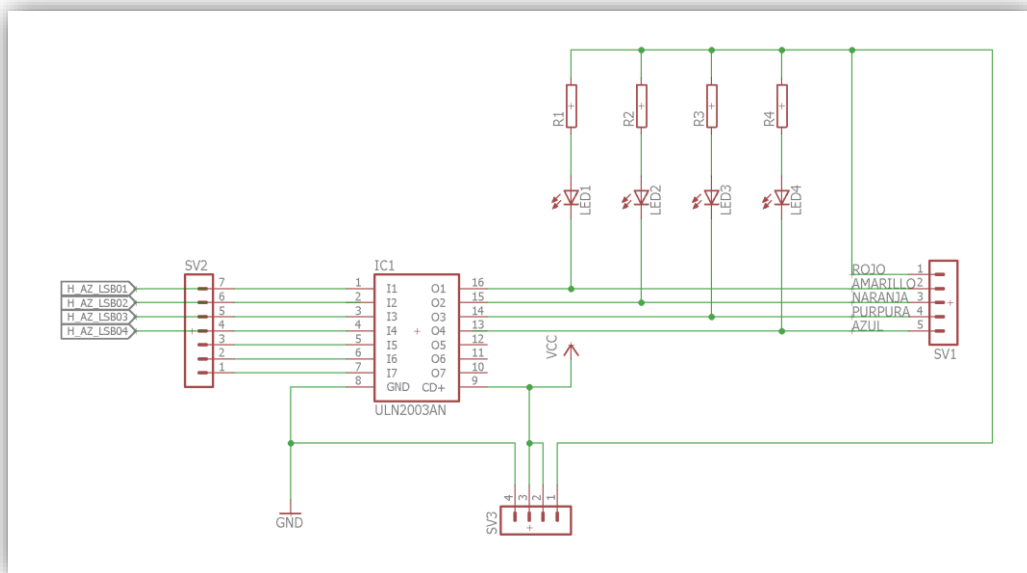 R1
R2
R3
R4
LED1
LED2
LED3
LED4
SV2
IC1
H_AZ_LSB01
H_AZ_LSB02
H_AZ_LSB03
H_AZ_LSB04
7
6
5
4
3
2
1
1 I1 O1 16
2 I2 O2 15
3 I3 O3 14
4 I4 O4 13
5 I5 O5 12
6 I6 O6 11
7 I7 O7 10
8 GND CD+ 9
ULN2003AN
VCC
ROJO 1
AMARILLO 2
NARANJA 3
PURPURA 4
AZUL 5
SV1
GND
SV3
4 3 2 1